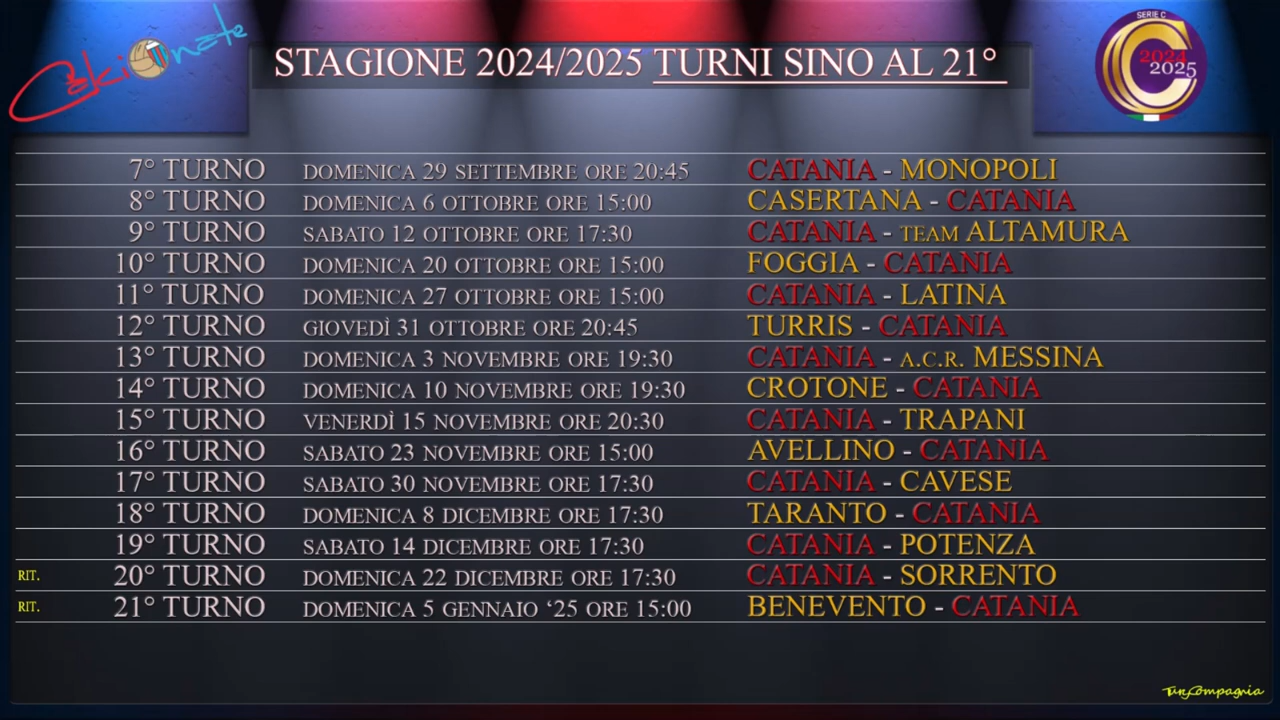 Calcionate
STAGIONE 2024/2025 TURNI SINO AL 21°
SERIE C
2024
2025
7° TURNO DOMENICA 29 SETTEMBRE ORE 20:45 CATANIA - MONOPOLI
8° TURNO DOMENICA 6 OTTOBRE ORE 15:00 CASERTANA - CATANIA
9° TURNO SABATO 12 OTTOBRE ORE 17:30 CATANIA - TEAM ALTAMURA
10° TURNO DOMENICA 20 OTTOBRE ORE 15:00 FOGGIA - CATANIA
11° TURNO DOMENICA 27 OTTOBRE ORE 15:00 CATANIA - LATINA
12° TURNO GIOVEDÌ 31 OTTOBRE ORE 20:45 TURRIS - CATANIA
13° TURNO DOMENICA 3 NOVEMBRE ORE 19:30 CATANIA - A.C.R. MESSINA
14° TURNO DOMENICA 10 NOVEMBRE ORE 19:30 CROTONE - CATANIA
15° TURNO VENERDÌ 15 NOVEMBRE ORE 20:30 CATANIA - TRAPANI
16° TURNO SABATO 23 NOVEMBRE ORE 15:00 AVELLINO - CATANIA
17° TURNO SABATO 30 NOVEMBRE ORE 17:30 CATANIA - CAVESE
18° TURNO DOMENICA 8 DICEMBRE ORE 17:30 TARANTO - CATANIA
19° TURNO SABATO 14 DICEMBRE ORE 17:30 CATANIA - POTENZA
RIT. 20° TURNO DOMENICA 22 DICEMBRE ORE 17:30 CATANIA - SORRENTO
RIT. 21° TURNO DOMENICA 5 GENNAIO ‘25 ORE 15:00 BENEVENTO - CATANIA